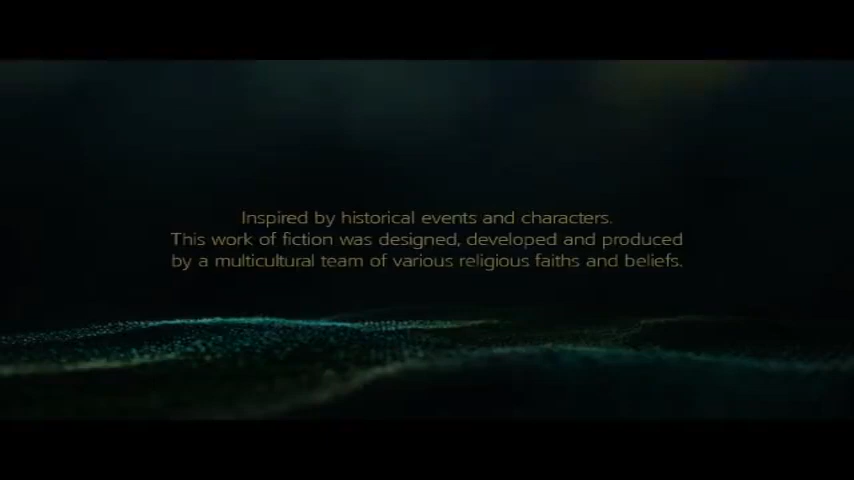 Inspired by historical events and characters.
This work of fiction was designed, developed and produced
by a multicultural team of various religious faiths and beliefs.